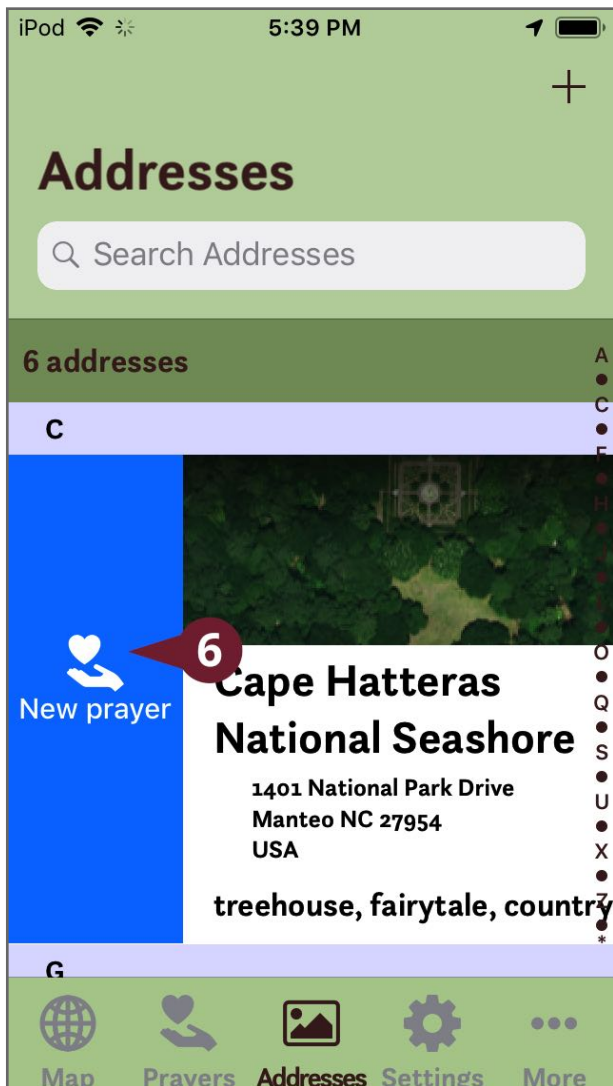 iPod 5:39 PM
Addresses
Search Addresses
6 addresses
A
C
F
H
O
Q
S
U
X
Z
*
C
New prayer
6
Cape Hatteras
National Seashore
1401 National Park Drive
Manteo NC 27954
USA
treehouse, fairytale, country
G
Map Prayers Addresses Settings More